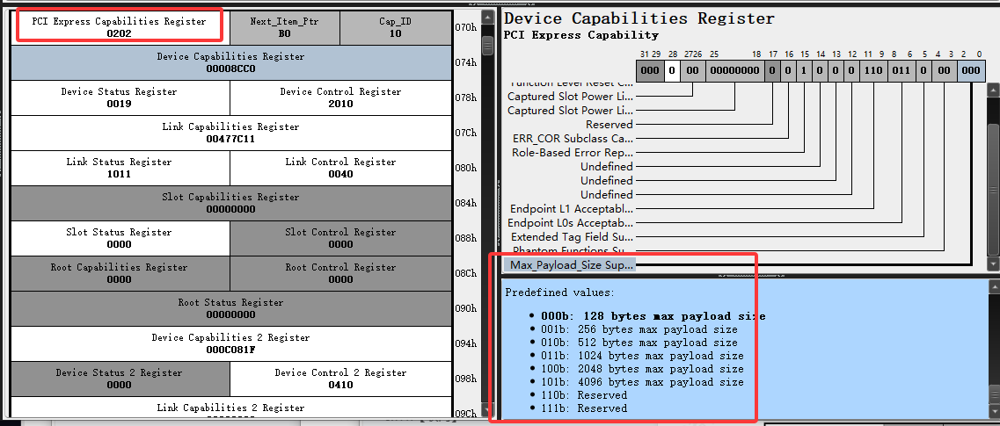 PCI Express Capabilities Register
0202
Next_Item_Ptr
B0
Cap_ID
10
070h
Device Capabilities Register
00008CC0
074h
Device Status Register
0019
Device Control Register
2010
078h
Link Capabilities Register
00477C11
07Ch
Link Status Register
1011
Link Control Register
0040
080h
Slot Capabilities Register
00000000
084h
Slot Status Register
0000
Slot Control Register
0000
088h
Root Capabilities Register
0000
Root Control Register
0000
08Ch
Root Status Register
00000000
090h
Device Capabilities 2 Register
000C081F
094h
Device Status 2 Register
0000
Device Control 2 Register
0410
098h
Link Capabilities 2 Register
09Ch
Device Capabilities Register
PCI Express Capability
31 29 28 2726 25 18 17 16 15 14 13 12 11 9 8 6 5 4 3 2 0
000 0 00 00000000 0 0 1 0 0 0 110 011 0 00 000
Function Level Reset C...
Captured Slot Power Li...
Captured Slot Power Li...
Reserved
ERR_COR Subclass Ca...
Role-Based Error Rep...
Undefined
Undefined
Undefined
Endpoint L1 Acceptabl...
Endpoint L0s Acceptab...
Extended Tag Field Su...
Phantom Functions Su...
Max_Payload_Size Sup...
Predefined values:
• 000b: 128 bytes max payload size
• 001b: 256 bytes max payload size
• 010b: 512 bytes max payload size
• 011b: 1024 bytes max payload size
• 100b: 2048 bytes max payload size
• 101b: 4096 bytes max payload size
• 110b: Reserved
• 111b: Reserved